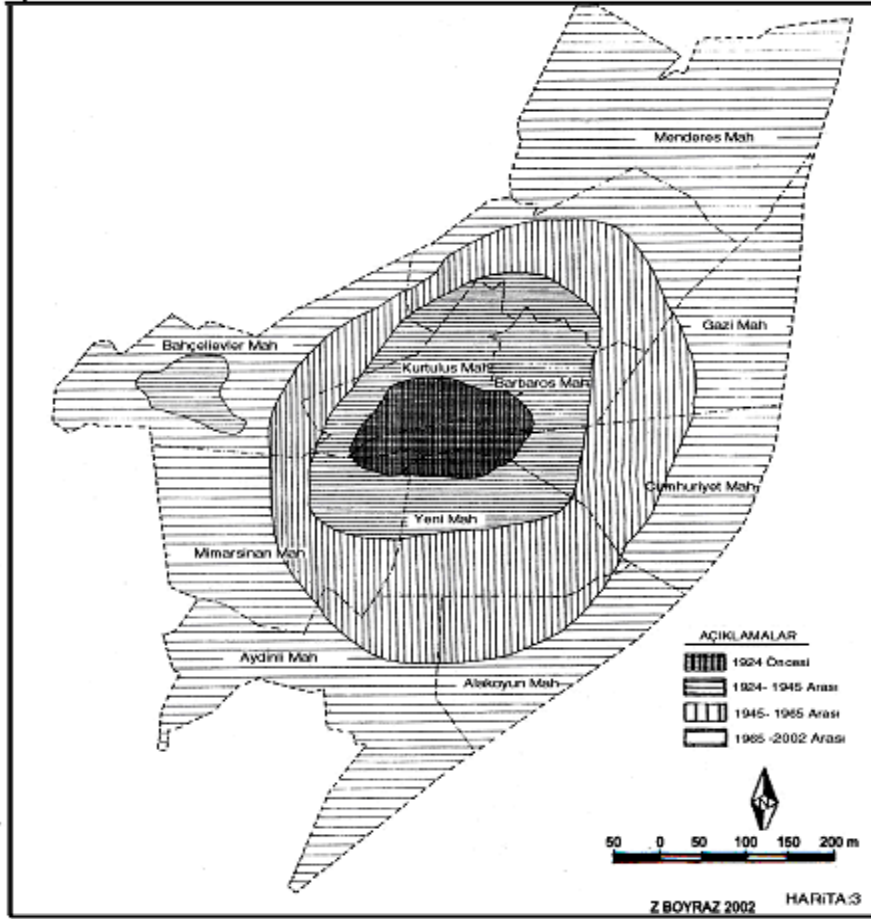 Menderes Mah
Gazi Mah
Bahçelievler Mah
Kurtulus Mah
Barbaros Mah
Cumhuriyet Mah
Yeni Mah
Mimarsinan Mah
Aydinli Mah
Alakoyun Mah
AÇIKLAMALAR
1924 Öncesi
1924- 1945 Arası
1945- 1965 Arası
1965 -2002 Arası
N
50 0 50 100 150 200 m
Z BOYRAZ 2002 HARiTA:3